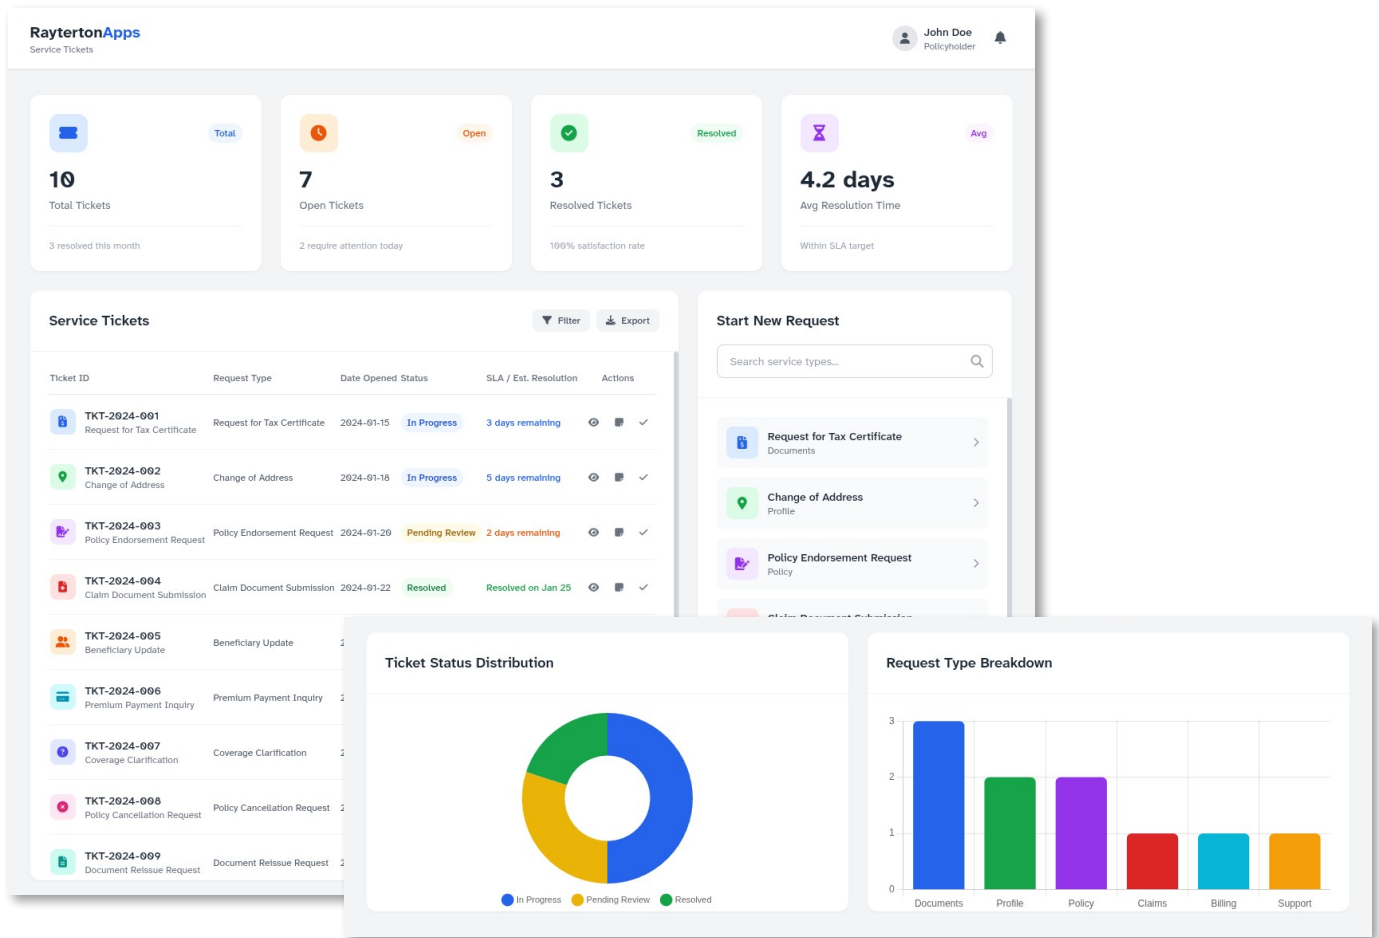 RaytertonApps
Service Tickets
John Doe
Policyholder
Total
10
Total Tickets
3 resolved this month
Open
7
Open Tickets
2 require attention today
Resolved
3
Resolved Tickets
100% satisfaction rate
Avg
4.2 days
Avg Resolution Time
Within SLA target
Service Tickets
Filter
Export
Ticket ID Request Type Date Opened Status SLA / Est. Resolution Actions
TKT-2024-001
Request for Tax Certificate
Request for Tax Certificate 2024-01-15 In Progress 3 days remaining
TKT-2024-002
Change of Address
Change of Address 2024-01-18 In Progress 5 days remaining
TKT-2024-003
Policy Endorsement Request
Policy Endorsement Request 2024-01-20 Pending Review 2 days remaining
TKT-2024-004
Claim Document Submission
Claim Document Submission 2024-01-22 Resolved Resolved on Jan 25
TKT-2024-005
Beneficiary Update
Beneficiary Update 2
TKT-2024-006
Premium Payment Inquiry
Premium Payment Inquiry 2
TKT-2024-007
Coverage Clarification
Coverage Clarification 2
TKT-2024-008
Policy Cancellation Request
Policy Cancellation Request 2
TKT-2024-009
Document Reissue Request
Document Reissue Request 2
Start New Request
Search service types...
Request for Tax Certificate
Documents
Change of Address
Profile
Policy Endorsement Request
Policy
Claim Document Submission
Ticket Status Distribution
In Progress Pending Review Resolved
Request Type Breakdown
3
2
1
0
Documents Profile Policy Claims Billing Support